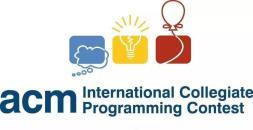 acm International Collegiate
Programming Contest